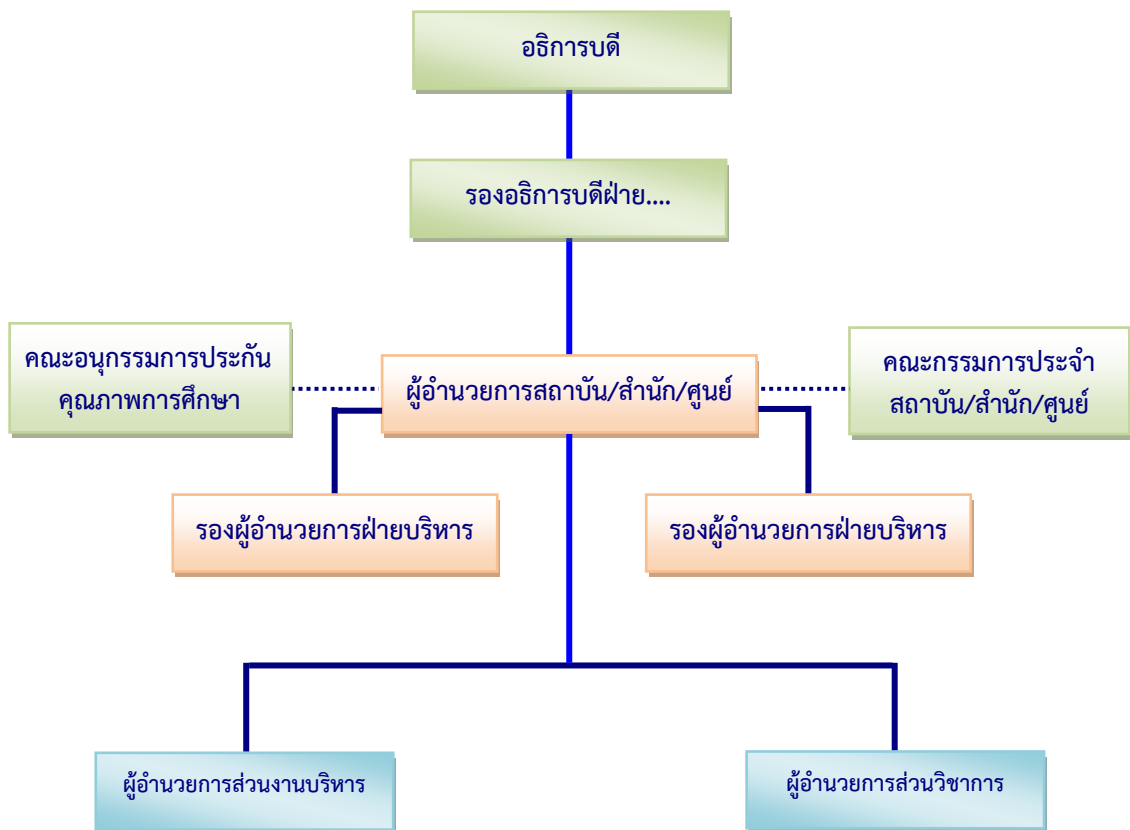 อธิการบดี
รองอธิการบดีฝ่าย....
คณะอนุกรรมการประกัน
คุณภาพการศึกษา
ผู้อำนวยการสถาบัน/สำนัก/ศูนย์
คณะกรรมการประจำ
สถาบัน/สำนัก/ศูนย์
รองผู้อำนวยการฝ่ายบริหาร
รองผู้อำนวยการฝ่ายบริหาร
ผู้อำนวยการส่วนงานบริหาร
ผู้อำนวยการส่วนวิชาการ